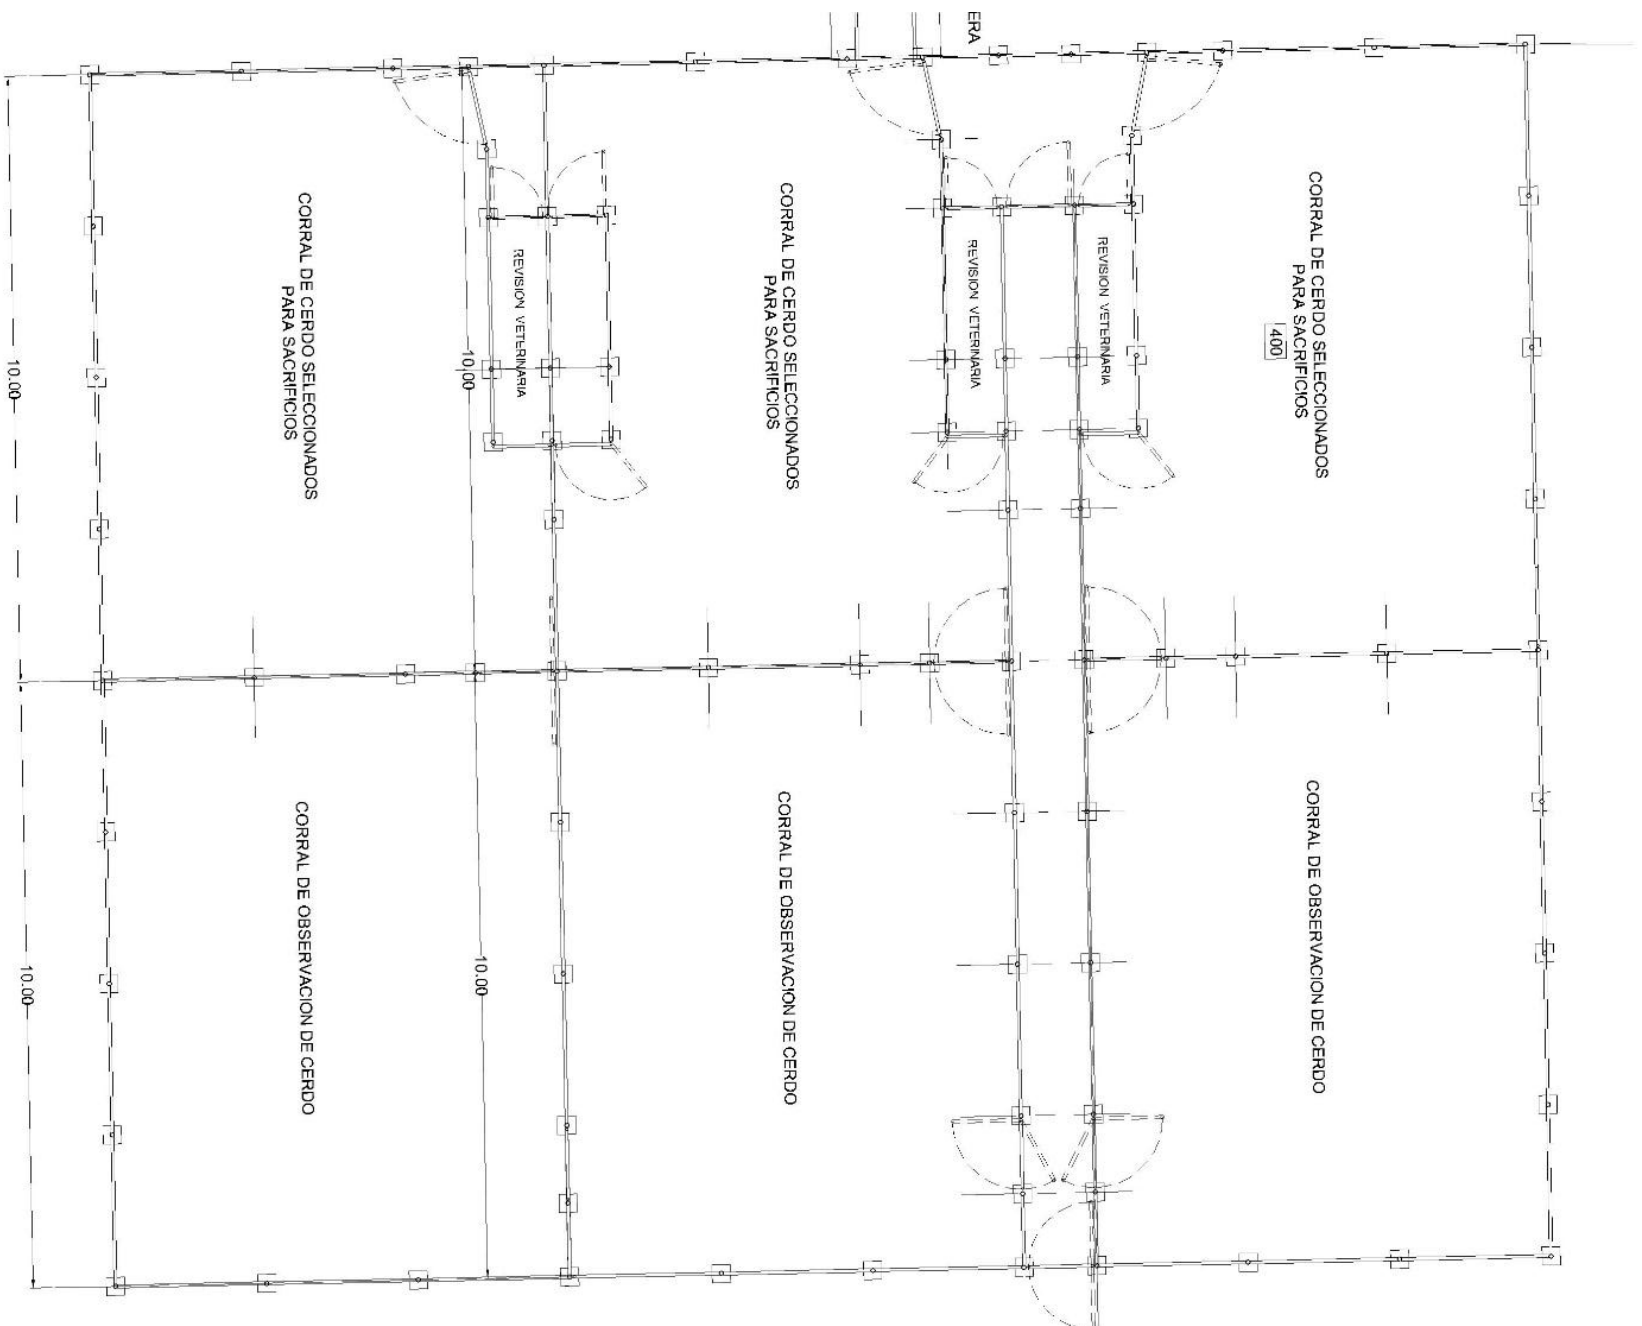 ERA
CORRAL DE CERDO SELECCIONADOS
PARA SACRIFICIOS
REVISION VETERINARIA
CORRAL DE CERDO SELECCIONADOS
PARA SACRIFICIOS
REVISION VETERINARIA
REVISION VETERINARIA
CORRAL DE CERDO SELECCIONADOS
PARA SACRIFICIOS
400
10.00
10.00
CORRAL DE OBSERVACION DE CERDO
CORRAL DE OBSERVACION DE CERDO
CORRAL DE OBSERVACION DE CERDO
10.00
10.00